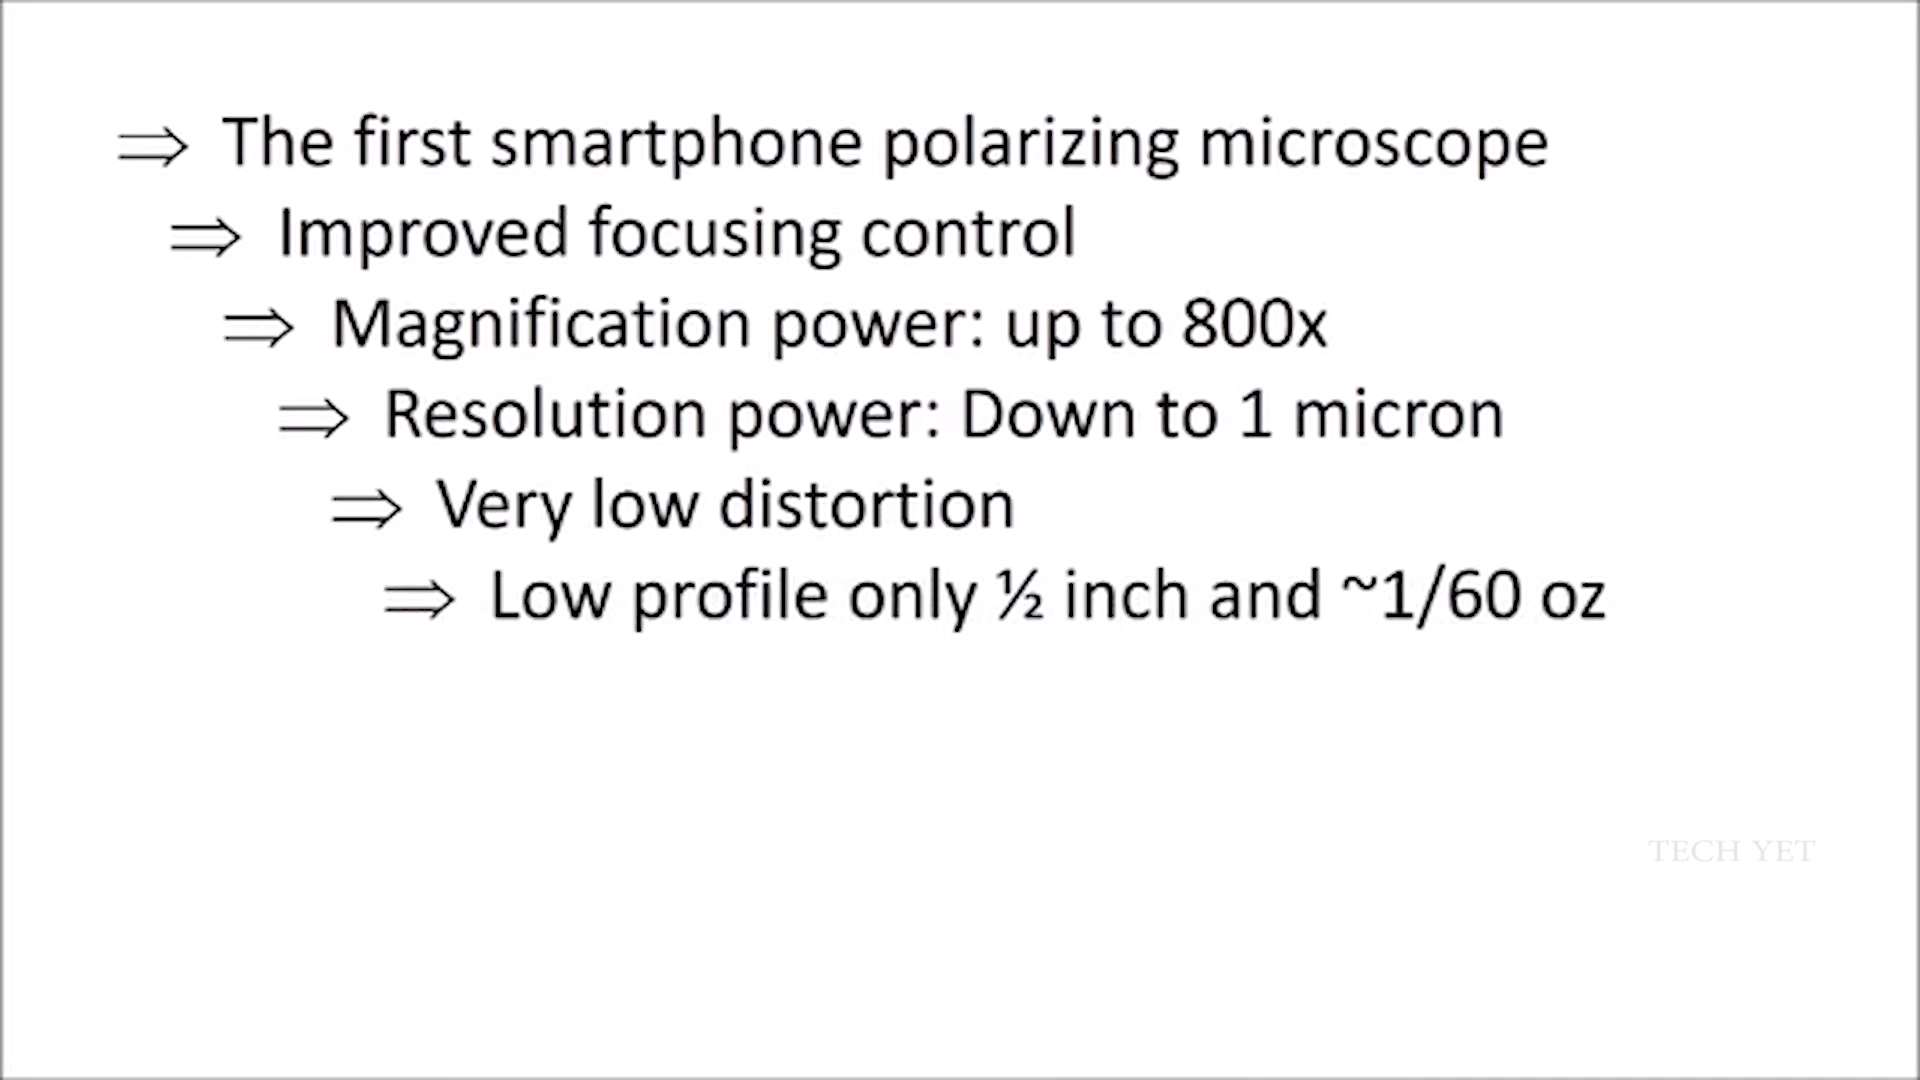 ⇒ The first smartphone polarizing microscope
⇒ Improved focusing control
⇒ Magnification power: up to 800x
⇒ Resolution power: Down to 1 micron
⇒ Very low distortion
⇒ Low profile only ½ inch and ~1/60 oz
TECH YET